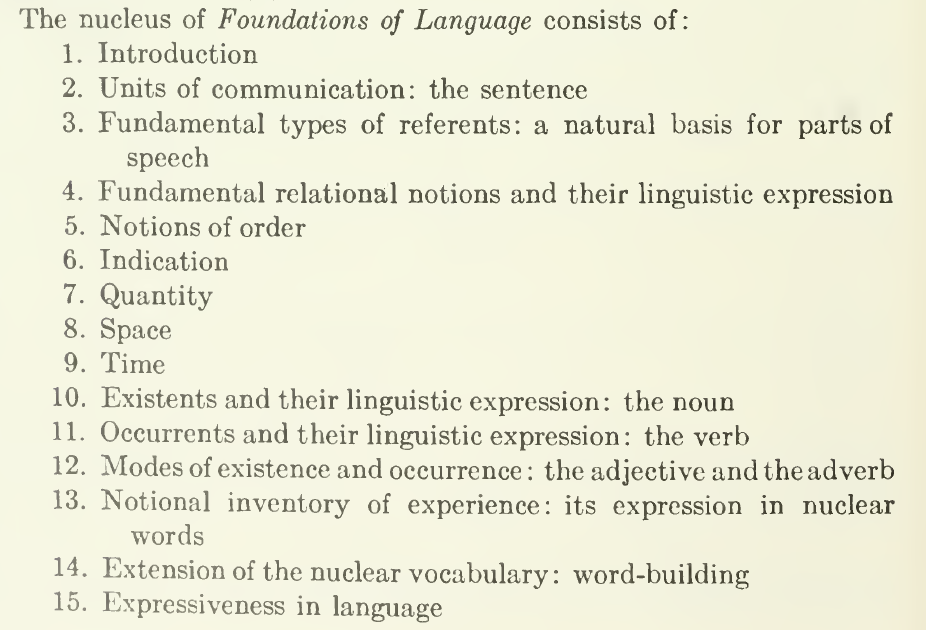 The nucleus of Foundations of Language consists of:
1. Introduction
2. Units of communication: the sentence
3. Fundamental types of referents: a natural basis for parts of
speech
4. Fundamental relational notions and their linguistic expression
5. Notions of order
6. Indication
7. Quantity
8. Space
9. Time
10. Existents and their linguistic expression: the noun
11. Occurrents and their linguistic expression: the verb
12. Modes of existence and occurrence: the adjective and the adverb
13. Notional inventory of experience: its expression in nuclear
words
14. Extension of the nuclear vocabulary: word-building
15. Expressiveness in language